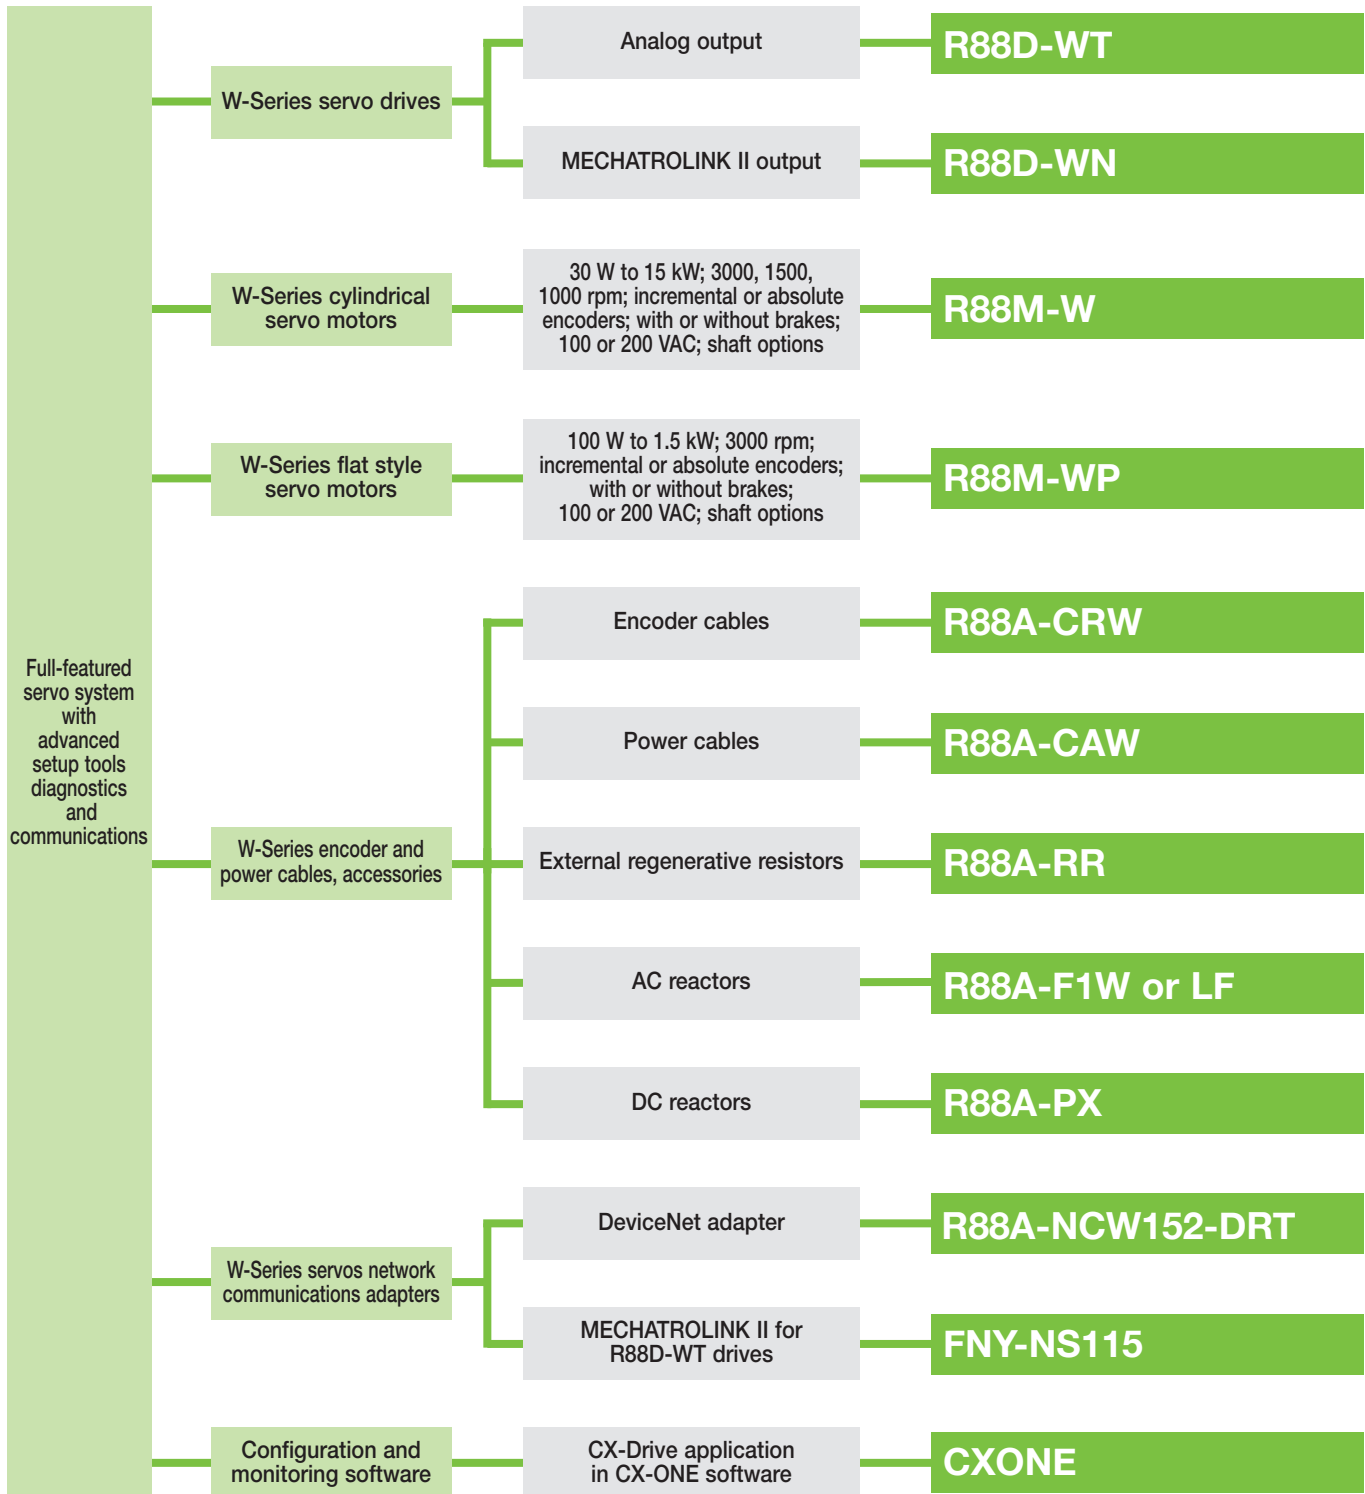 Full-featured
servo system
with
advanced
setup tools
diagnostics
and
communications
W-Series servo drives
Analog output
R88D-WT
MECHATROLINK II output
R88D-WN
W-Series cylindrical
servo motors
30 W to 15 kW; 3000, 1500,
1000 rpm; incremental or absolute
encoders; with or without brakes;
100 or 200 VAC; shaft options
R88M-W
W-Series flat style
servo motors
100 W to 1.5 kW; 3000 rpm;
incremental or absolute encoders;
with or without brakes;
100 or 200 VAC; shaft options
R88M-WP
W-Series encoder and
power cables, accessories
Encoder cables
R88A-CRW
Power cables
R88A-CAW
External regenerative resistors
R88A-RR
AC reactors
R88A-F1W or LF
DC reactors
R88A-PX
W-Series servos network
communications adapters
DeviceNet adapter
R88A-NCW152-DRT
MECHATROLINK II for
R88D-WT drives
FNY-NS115
Configuration and
monitoring software
CX-Drive application
in CX-ONE software
CXONE